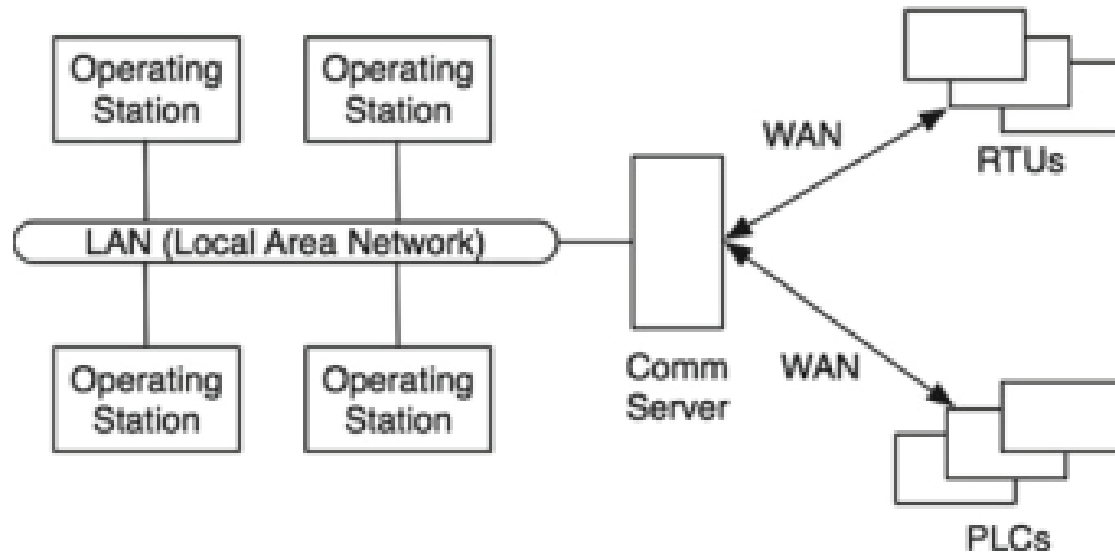 Operating
Station
Operating
Station
WAN
RTUs
LAN (Local Area Network)
Operating
Station
Operating
Station
Comm
Server
WAN
PLCs